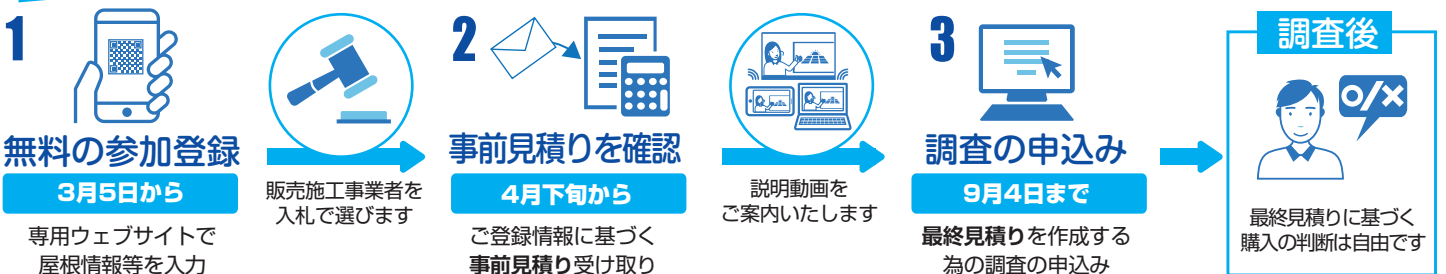 1
無料の参加登録
3月5日から
専用ウェブサイトで
屋根情報等を入力
販売施工事業者を
入札で選びます
2
事前見積りを確認
4月下旬から
ご登録情報に基づく
事前見積り受け取り
説明動画を
ご案内いたします
3
調査の申込み
9月4日まで
最終見積りを作成する
為の調査の申込み
調査後
o/×
最終見積りに基づく
購入の判断は自由です